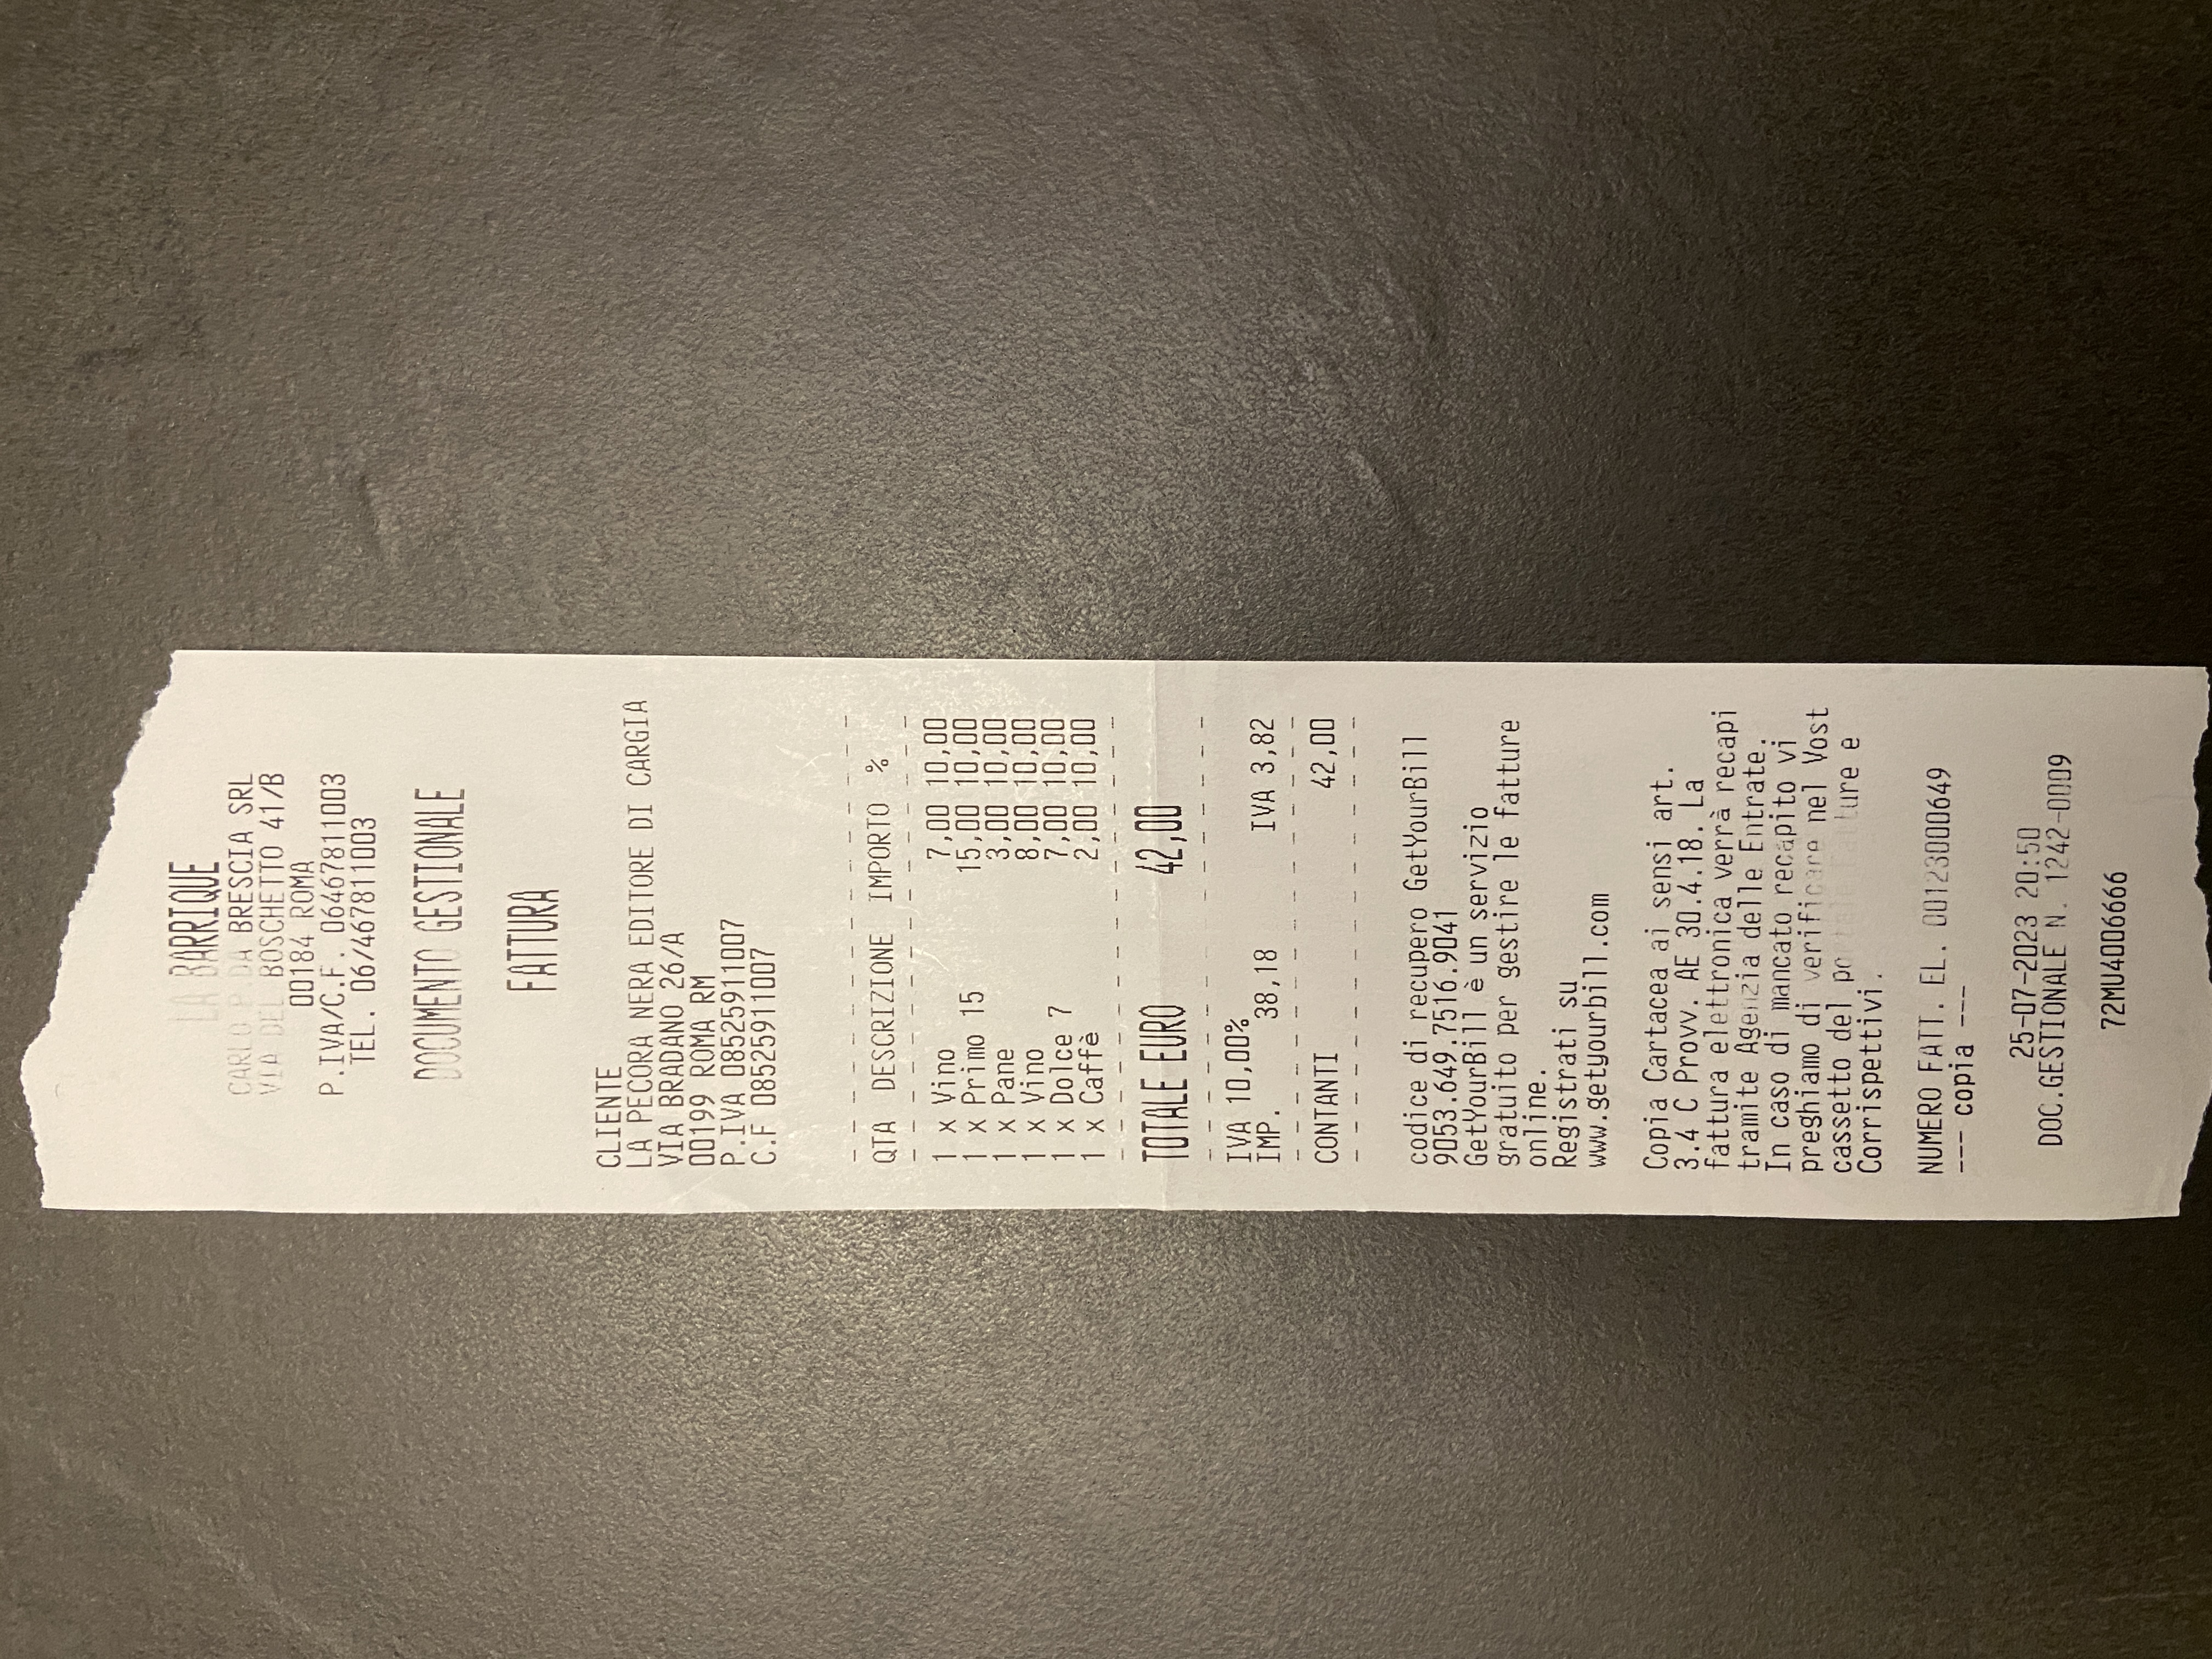 LA BARRIQUE
CARLO P. DA BRESCIA SRL
VIA DEL BOSCHETTO 41/B
00184 ROMA
P.IVA/C.F. 06467811003
TEL. 06/467811003
DOCUMENTO GESTIONALE
FATTURA
CLIENTE
LA PECORA NERA EDITORE DI CARGIA
VIA BRADANO 26/A
00199 ROMA RM
P.IVA 08525911007
C.F 08525911007
QTA DESCRIZIONE IMPORTO %
1 x Vino 7,00 10,00
1 x Primo 15 15,00 10,00
1 x Pane 3,00 10,00
1 x Vino 8,00 10,00
1 x Dolce 7 7,00 10,00
1 x Caffè 2,00 10,00
TOTALE EURO 42,00
IVA 10,00%
IMP. 38,18 IVA 3,82
CONTANTI 42,00
codice di recupero GetYourBill
9053.649.7516.9041
GetYourBill è un servizio
gratuito per gestire le fatture
online.
Registrati su
www.getyourbill.com
Copia Cartacea ai sensi art.
3.4 C Provv. AE 30.4.18. La
fattura elettronica verrà recapi
tramite Agenzia delle Entrate.
In caso di mancato recapito vi
preghiamo di verificare nel Vost
cassetto del portale Fatture e
Corrispettivi.
NUMERO FATT. EL. 00123000649
--- copia ---
25-07-2023 20:50
DOC.GESTIONALE N. 1242-0009
72MU4006666